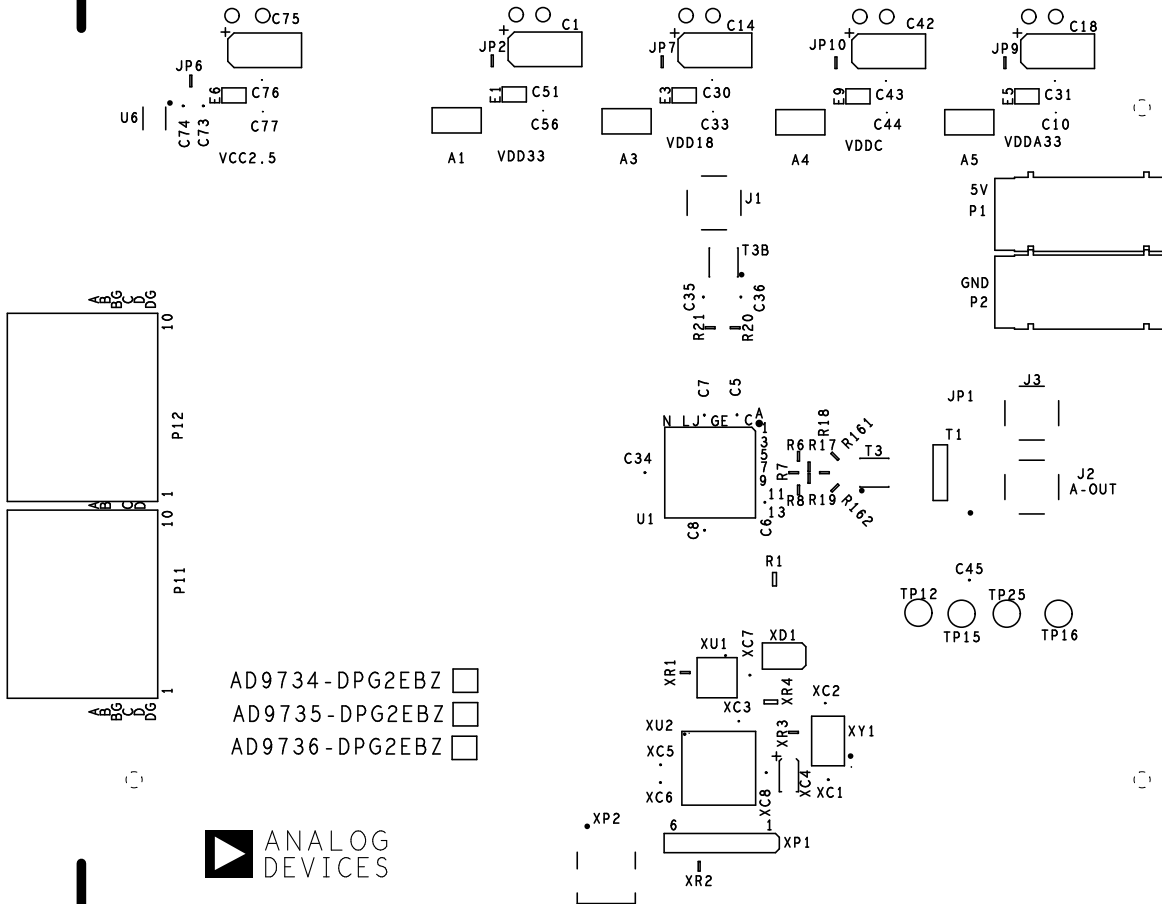 C75
C1
C14
C42
C18
+
+
+
+
+
JP6
JP2
JP7
JP10
JP9
E6
C76
E1
C51
E3
C30
E9
C43
E5
C31
U6
C74
C73
C77
C56
C33
C44
C10
VCC2.5
A1
VDD33
A3
VDD18
A4
VDDC
A5
VDDA33
J1
5V
P1
T3B
GND
P2
C35
C36
R21
R20
A
B
BG
C
D
DG
10
P12
1
C7
C5
N LJ GE C A
1
3
5
7
9
11
13
C34
U1
C8
C6
R6
R17
R18
R161
R7
R8
R19
R162
T3
JP1
J3
T1
J2
A-OUT
A
B
C
D
10
P11
1
A
B
BG
C
D
DG
R1
C45
TP12
TP15
TP25
TP16
XU1
XC7
XD1
XR1
XR4
XC2
XC3
XU2
XR3
XY1
XC5
XC6
+
XC8
XC4
XC1
AD9734-DPG2EBZ
AD9735-DPG2EBZ
AD9736-DPG2EBZ
XP2
6
1
XP1
XR2
ANALOG
DEVICES